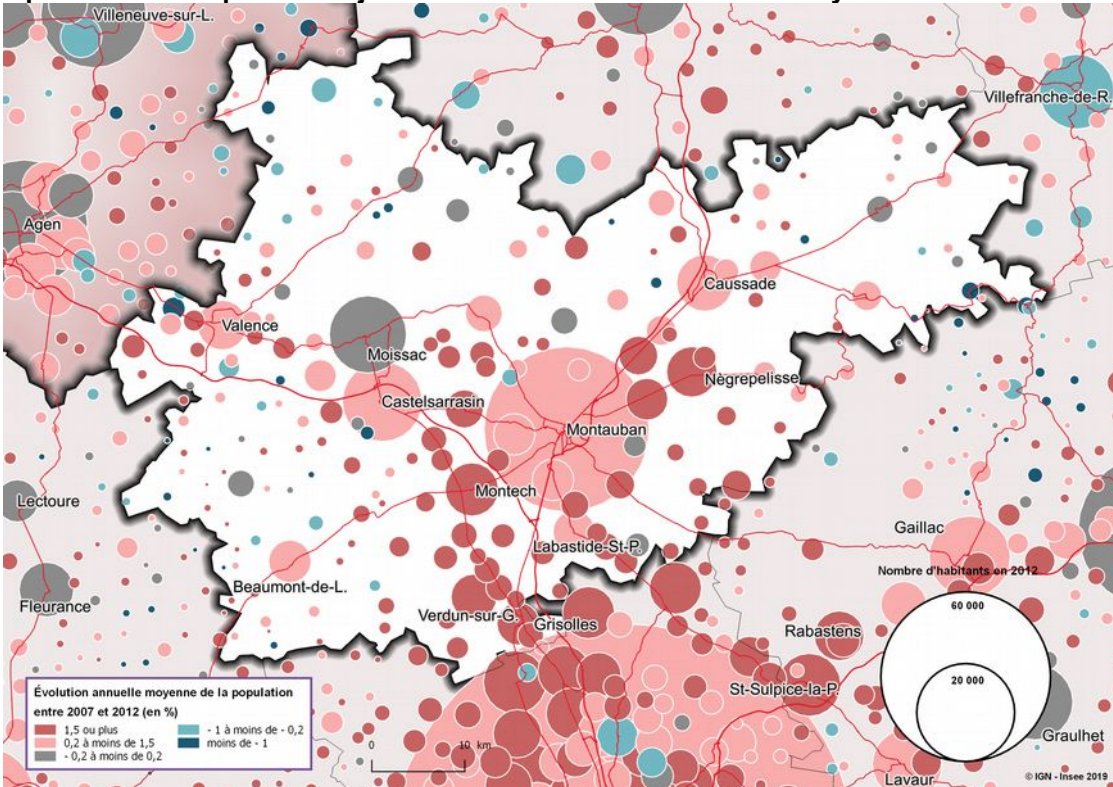 Villeneuve-sur-L.
Villefranche-de-R.
Agen
Caussade
Valence
Moissac
Nègrepelisse
Castelsarrasin
Montauban
Lectoure
Montech
Gaillac
Labastide-St-P.
Nombre d'habitants en 2012
Beaumont-de-L.
Fleurance
60 000
Verdun-sur-G.
Grisolles
Rabastens
20 000
St-Sulpice-la-P.
Évolution annuelle moyenne de la population
entre 2007 et 2012 (en %)
1,5 ou plus
0,2 à moins de 1,5
- 0,2 à moins de 0,2
- 1 à moins de - 0,2
moins de - 1
0 10 km
Graulhet
Lavaur
© IGN - Insee 2019